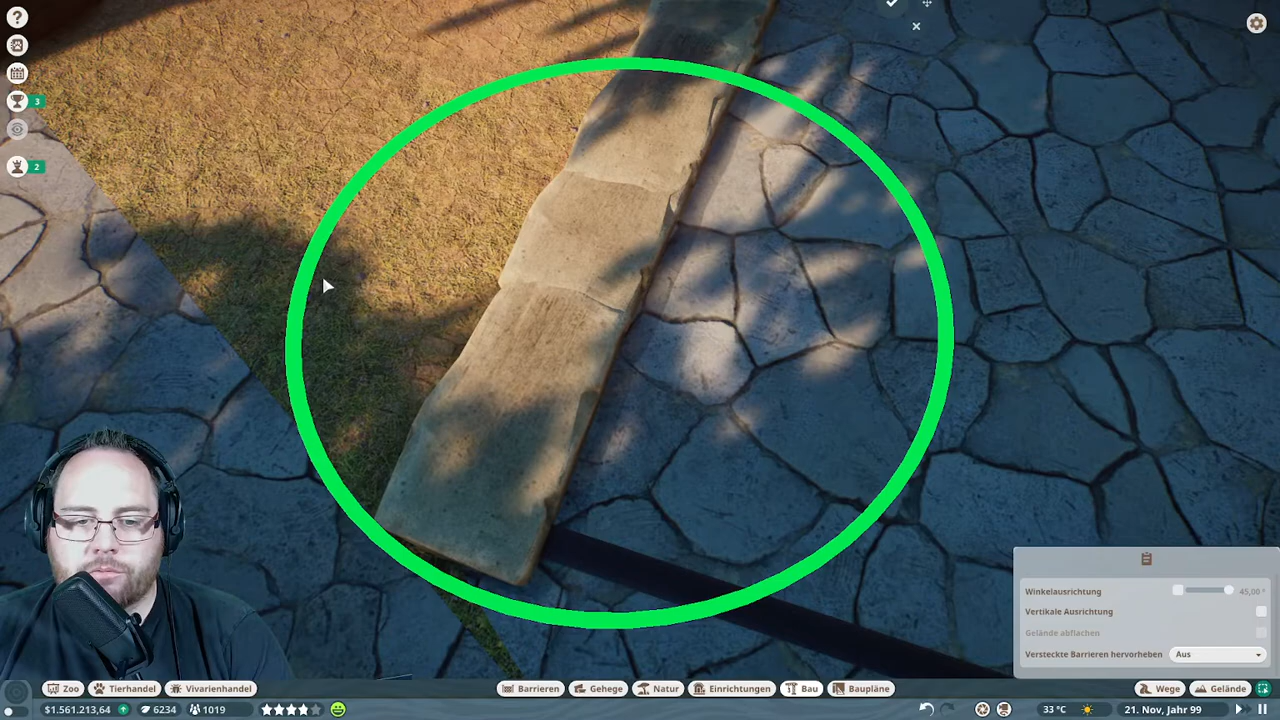 ?
3
2
Winkelausrichtung 45,00 °
Vertikale Ausrichtung
Gelände abflachen
Versteckte Barrieren hervorheben Aus
Zoo Tierhandel Vivarienhandel Barrieren Gehege Natur Einrichtungen Bau Baupläne Wege Gelände
$1.561.213,64 6234 1019 33 °C 21. Nov, Jahr 99